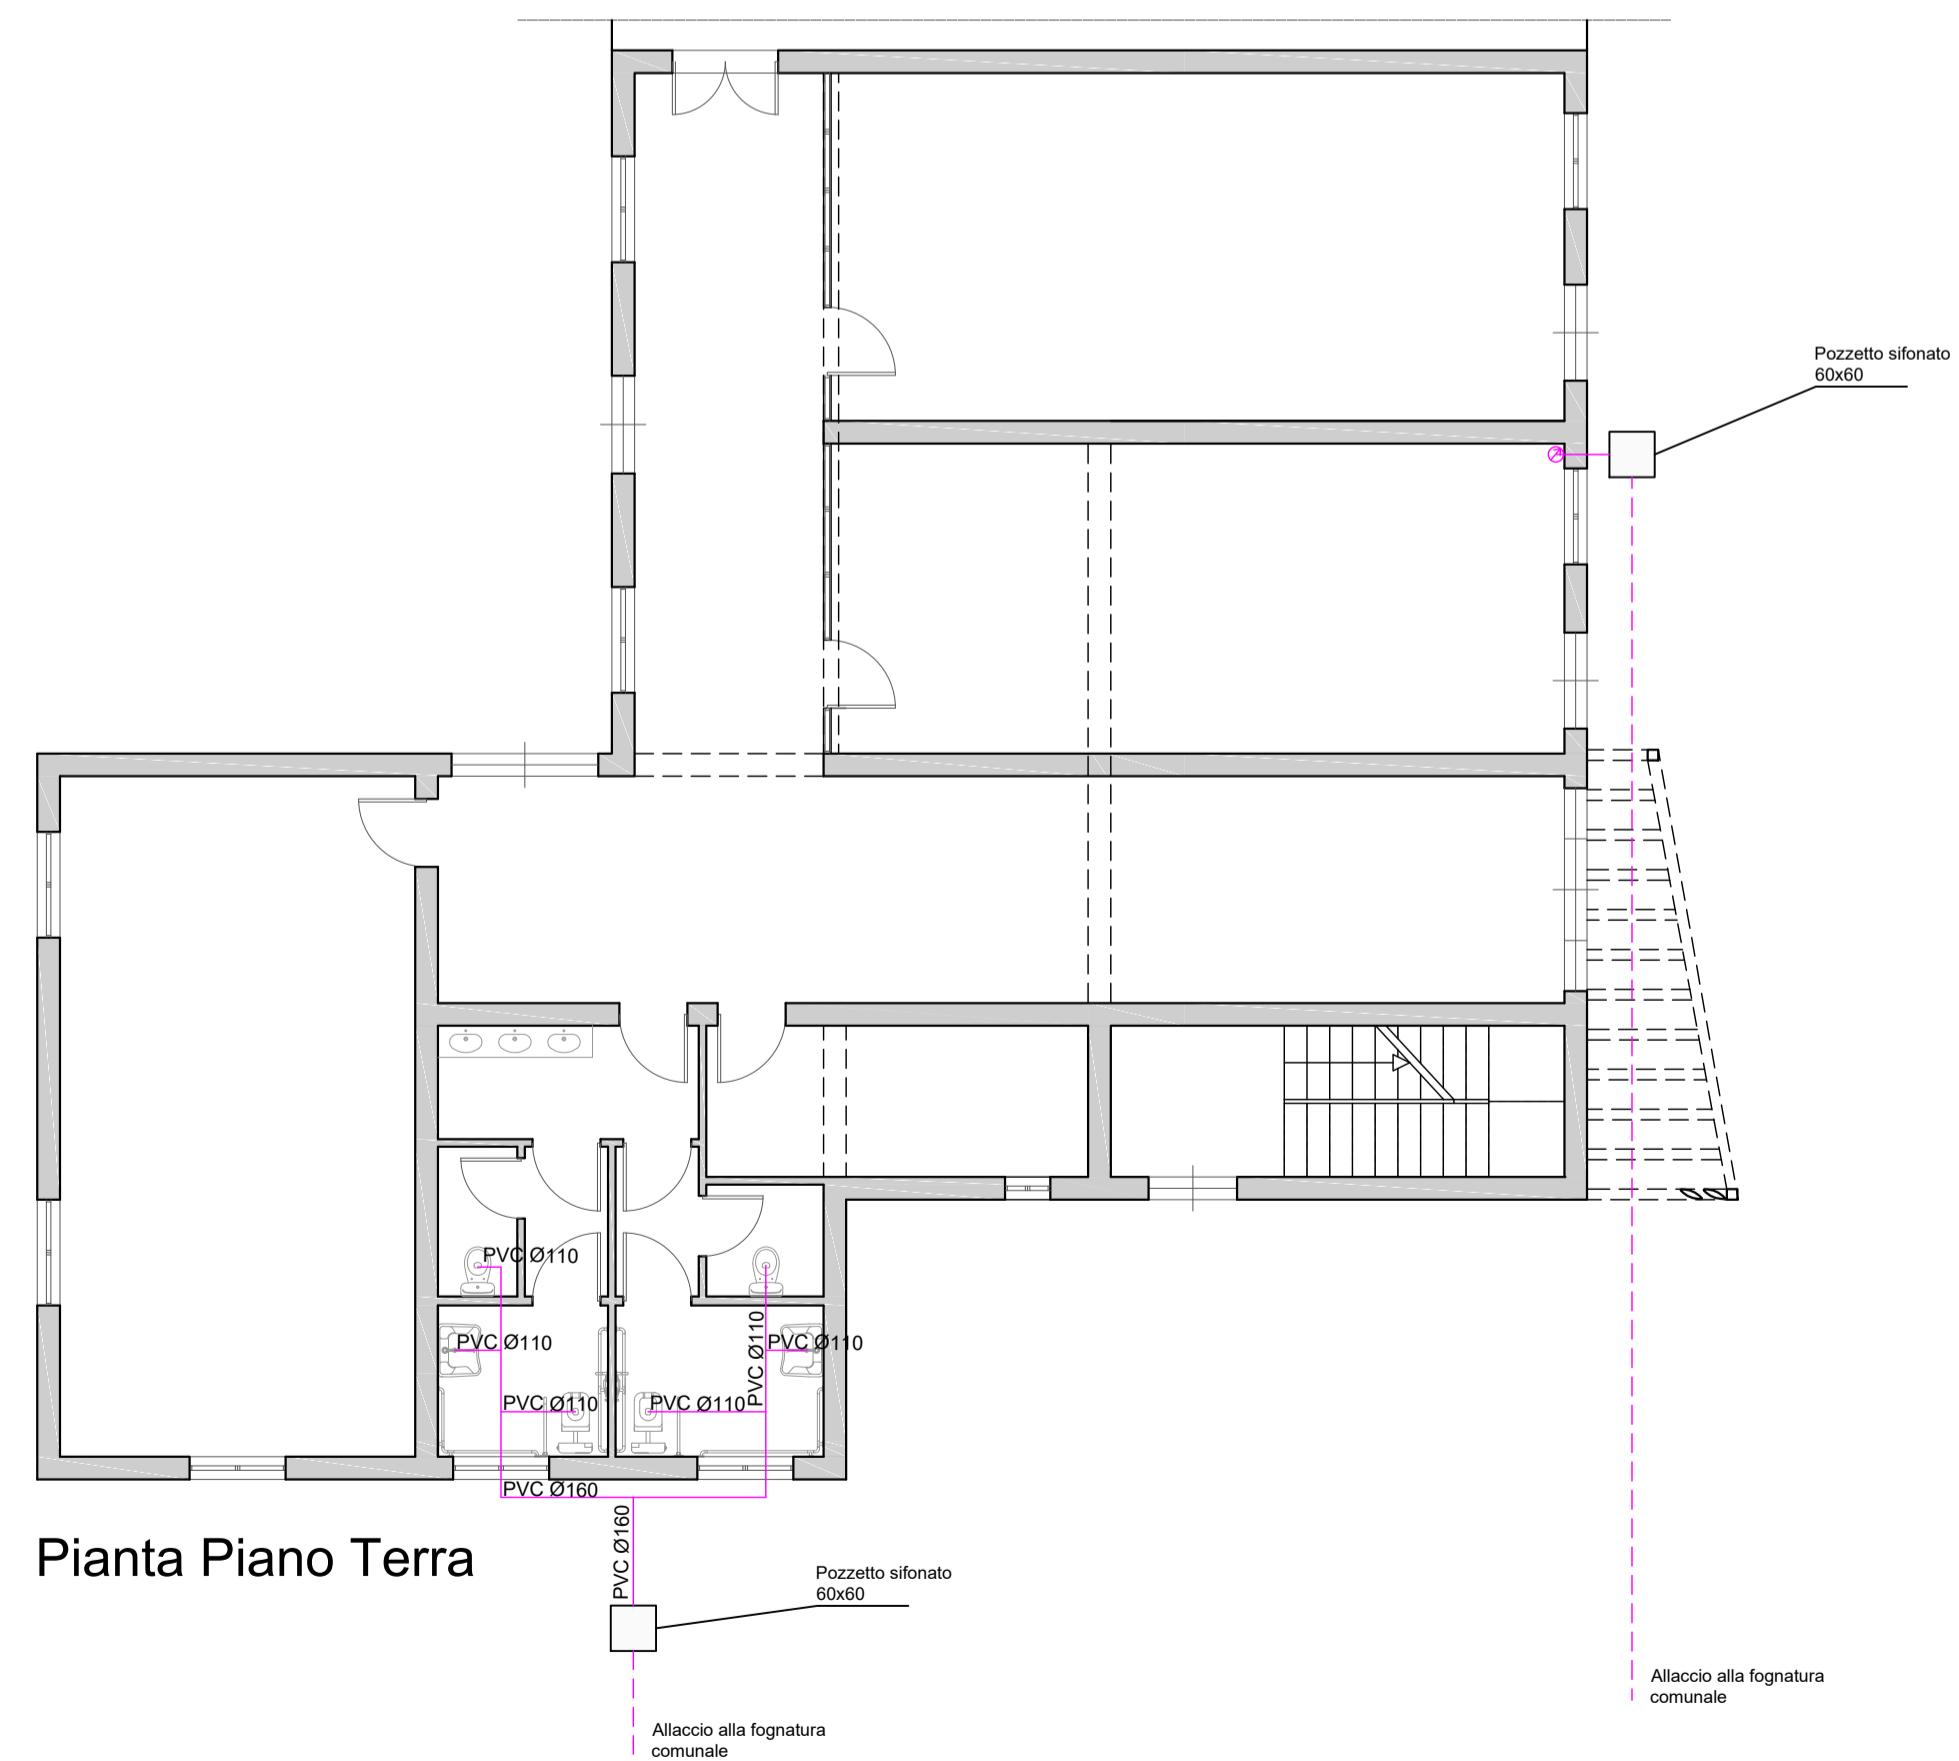 Pozzetto sifonato
60x60
PVC Ø110
PVC Ø110
PVC Ø110
PVC Ø110
PVC Ø110
PVC Ø110
PVC Ø160
PVC Ø160
Pianta Piano Terra
Pozzetto sifonato
60x60
Allaccio alla fognatura
comunale
Allaccio alla fognatura
comunale